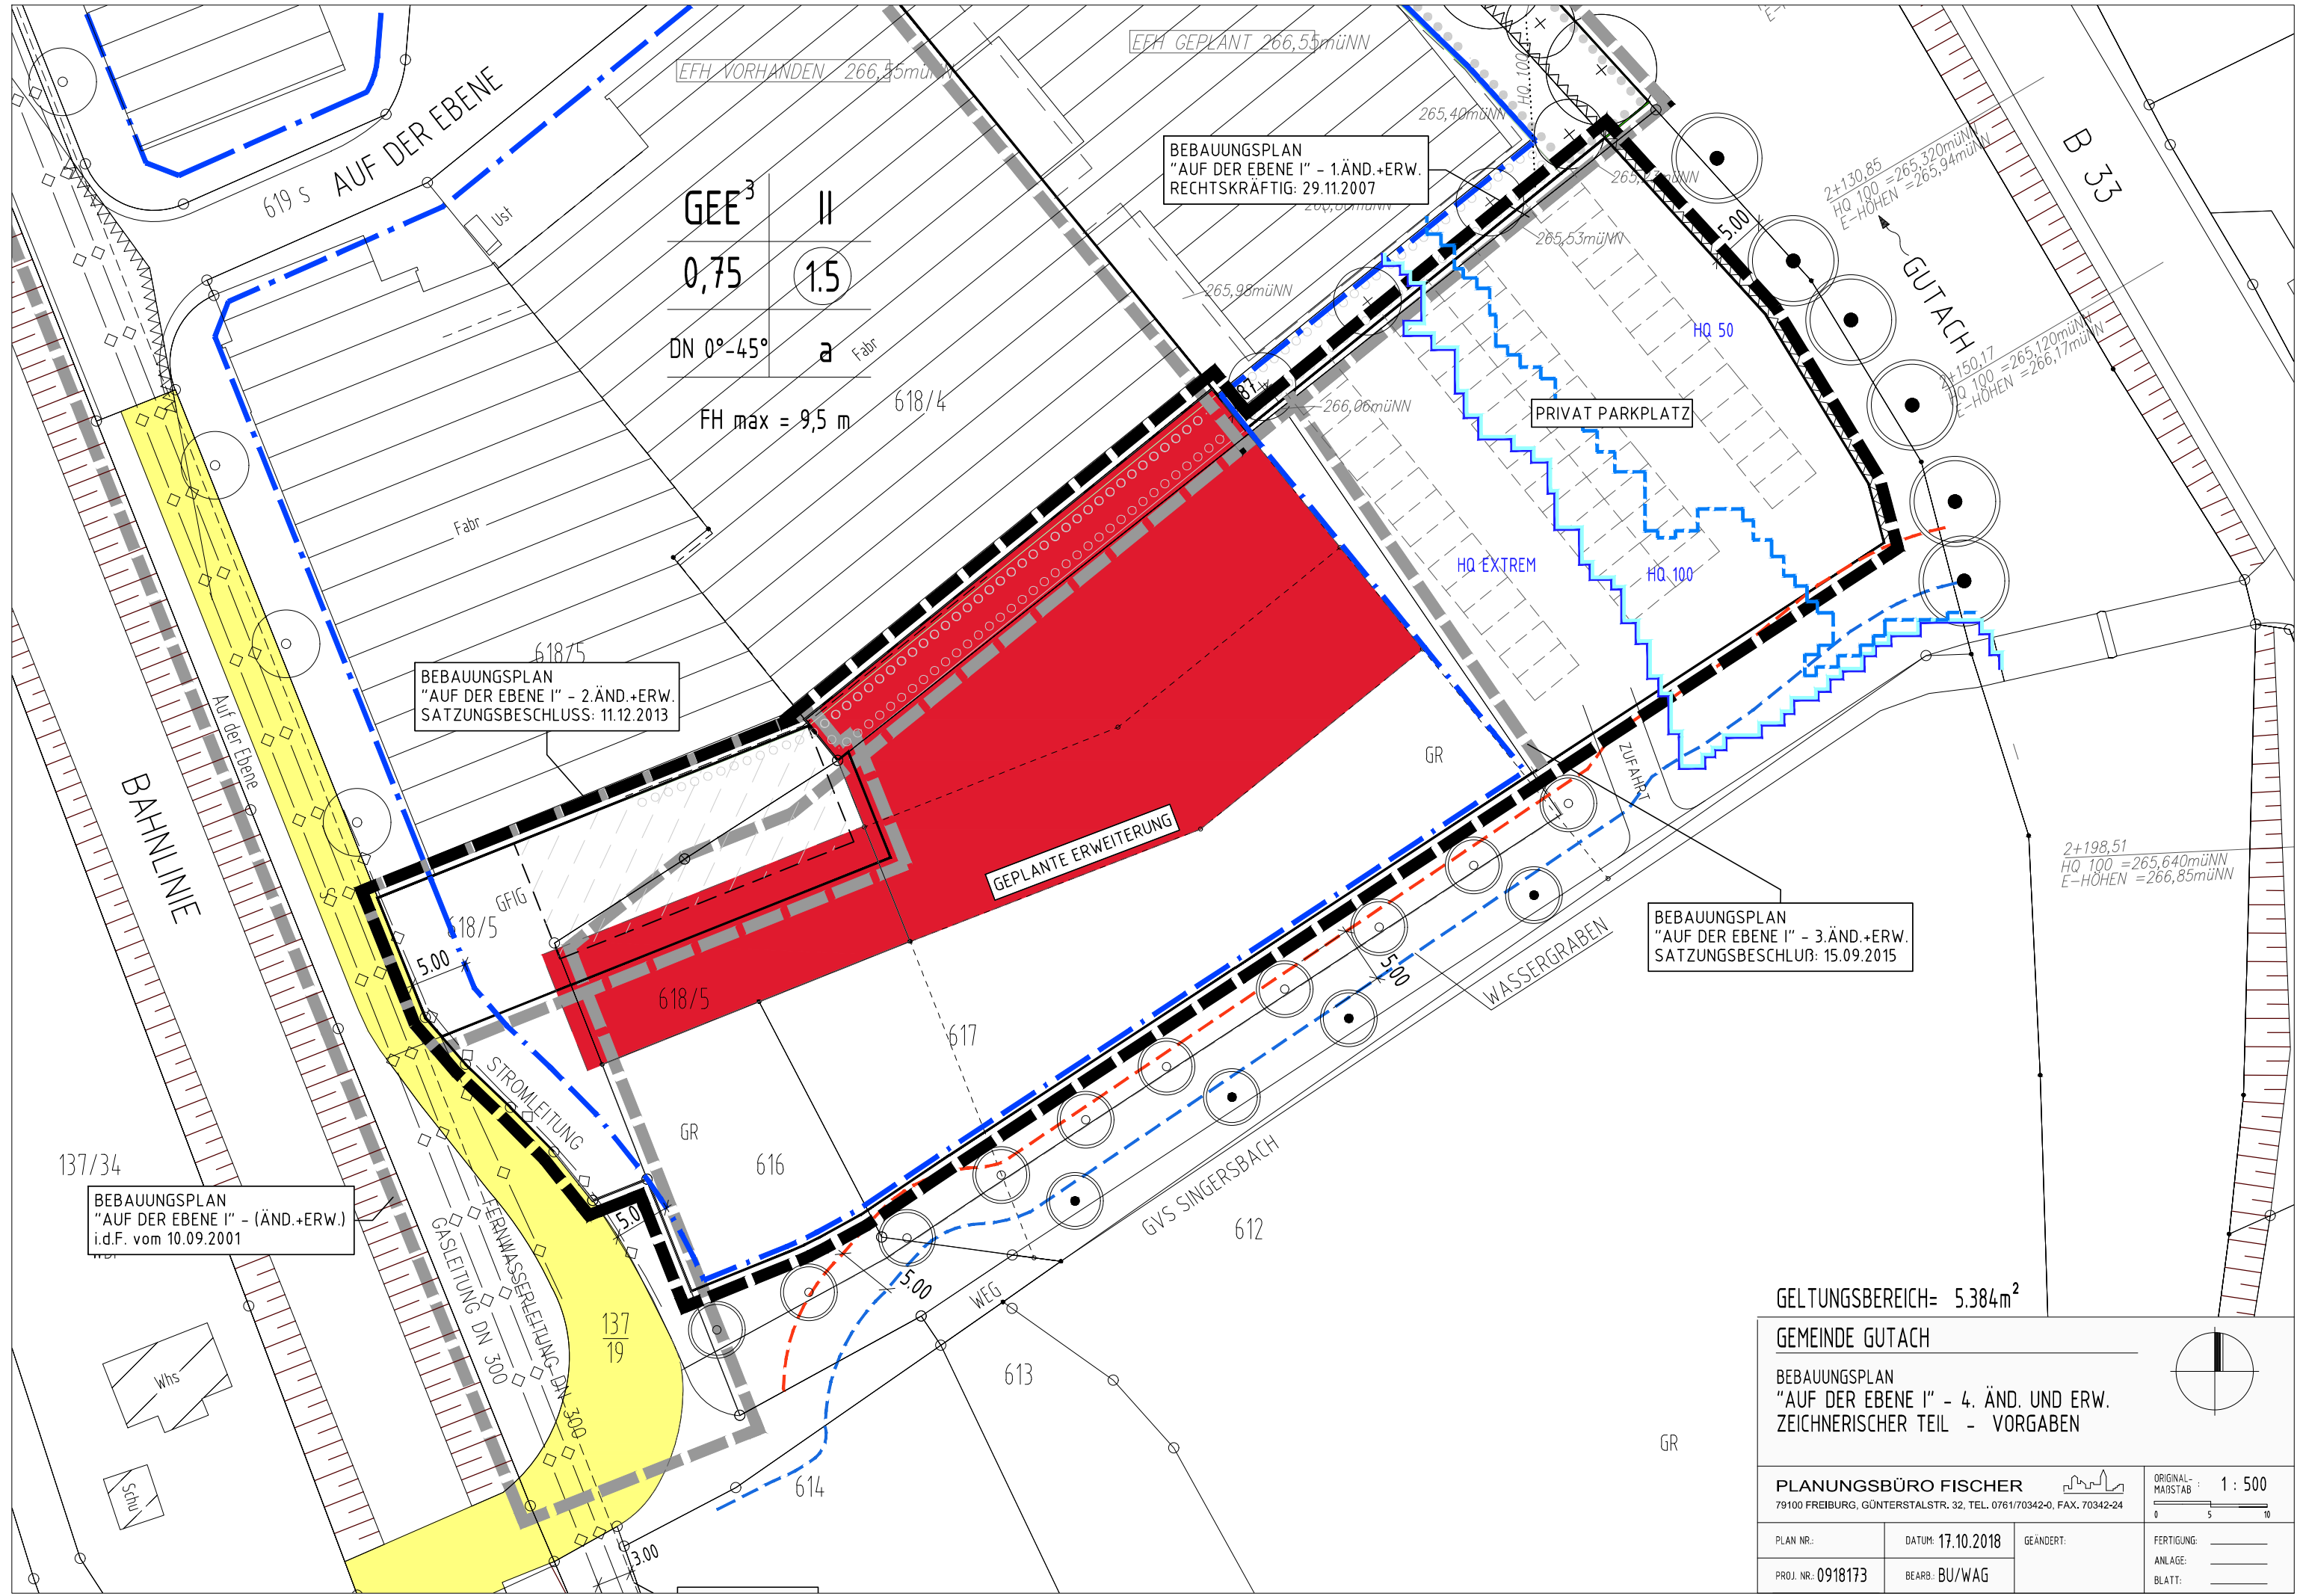 EFH VORHANDEN 266,55müNN
EFH GEPLANT 266,55müNN
HQ 100
265,40müNN
AUF DER EBENE
619 s
Ust
GEE³ II
0,75 1.5
DN 0°-45° a
FH max = 9,5 m
Fabr
618/4
BEBAUUNGSPLAN
"AUF DER EBENE I" - 1.ÄND.+ERW.
RECHTSKRÄFTIG: 29.11.2007
265,53müNN
265,98müNN
266,06müNN
5.00
B 33
2+130,85
HQ 100 =265,320müNN
E-HÖHEN =265,94müNN
GUTACH
2+150,17
HQ 100 =265,120müNN
E-HÖHEN =266,17müNN
HQ 50
PRIVAT PARKPLATZ
HQ EXTREM
HQ 100
Fabr
618/5
BEBAUUNGSPLAN
"AUF DER EBENE I" - 2.ÄND.+ERW.
SATZUNGSBESCHLUSS: 11.12.2013
Auf der Ebene
BAHNLINIE
GFIG
618/5
5.00
618/5
GEPLANTE ERWEITERUNG
GR
ZUFAHRT
617
WASSERGRABEN
5.00
2+198,51
HQ 100 =265,640müNN
E-HÖHEN =266,85müNN
BEBAUUNGSPLAN
"AUF DER EBENE I" - 3.ÄND.+ERW.
SATZUNGSBESCHLUß: 15.09.2015
STROMLEITUNG
GR
616
GVS SINGERSBACH
612
137/34
BEBAUUNGSPLAN
"AUF DER EBENE I" - (ÄND.+ERW.)
i.d.F. vom 10.09.2001
GASLEITUNG DN 300
FERNWASSERLEITUNG DN 300
5.00
WEG
137
19
613
614
Whs
Schu
3.00
GR
GELTUNGSBEREICH= 5.384m²
GEMEINDE GUTACH
BEBAUUNGSPLAN
"AUF DER EBENE I" - 4. ÄND. UND ERW.
ZEICHNERISCHER TEIL - VORGABEN
PLANUNGSBÜRO FISCHER
79100 FREIBURG, GÜNTERSTALSTR. 32, TEL. 0761/70342-0, FAX. 70342-24
ORIGINAL-
MAßSTAB : 1 : 500
0 5 10
PLAN NR.: DATUM: 17.10.2018 GEÄNDERT: FERTIGUNG:
ANLAGE:
PROJ. NR.: 0918173 BEARB.: BU/WAG BLATT: